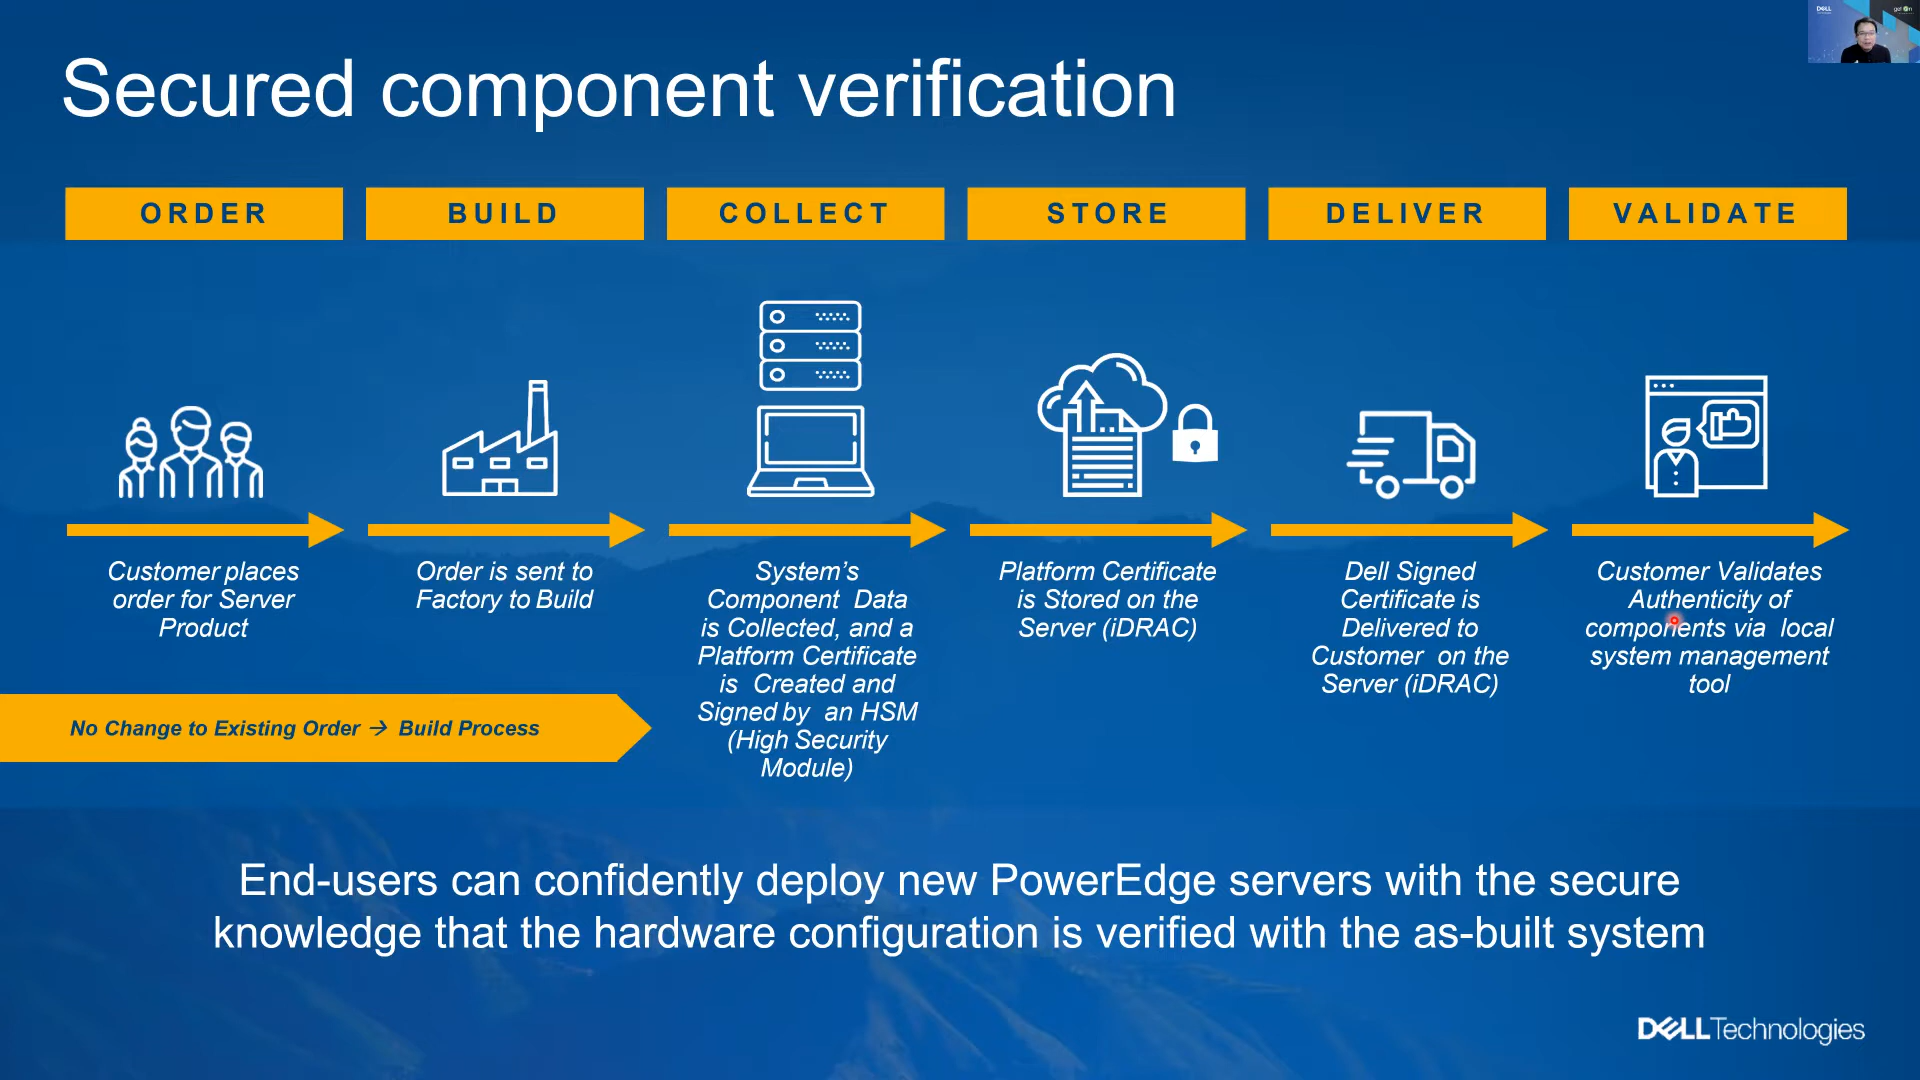 Secured component verification
ORDER
BUILD
COLLECT
STORE
DELIVER
VALIDATE
Customer places
order for Server
Product
Order is sent to
Factory to Build
System's
Component Data
is Collected, and a
Platform Certificate
is Created and
Signed by an HSM
(High Security
Module)
Platform Certificate
is Stored on the
Server (iDRAC)
Dell Signed
Certificate is
Delivered to
Customer on the
Server (iDRAC)
Customer Validates
Authenticity of
components via local
system management
tool
No Change to Existing Order → Build Process
End-users can confidently deploy new PowerEdge servers with the secure
knowledge that the hardware configuration is verified with the as-built system
DELLTechnologies
DELL